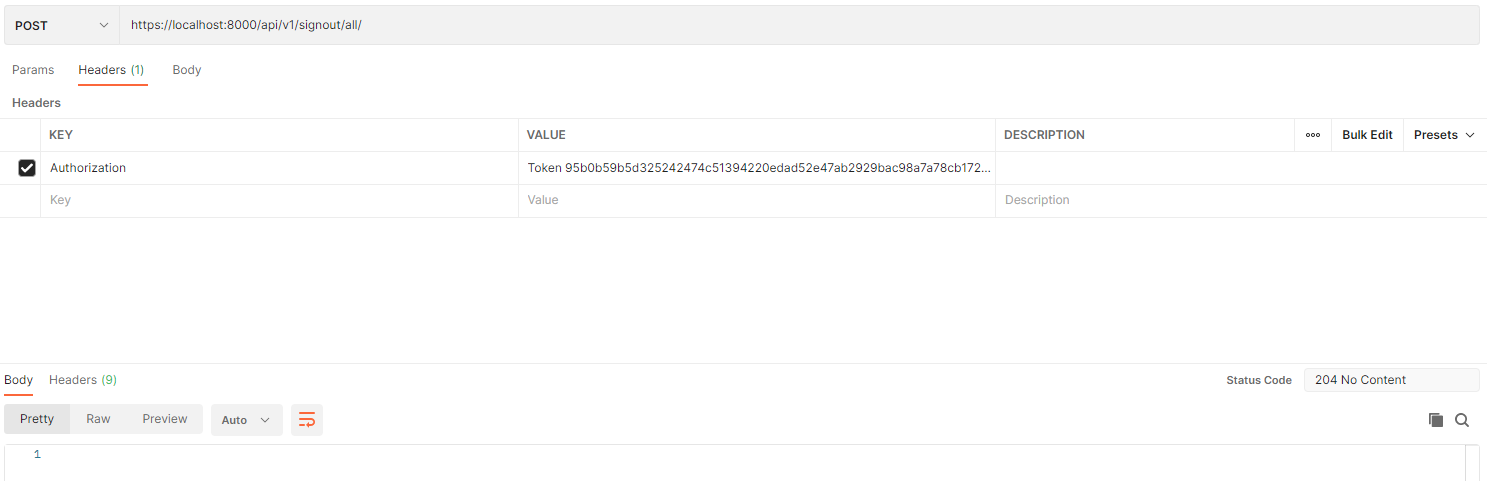 POST https://localhost:8000/api/v1/signout/all/
Params Headers (1) Body
Headers
KEY VALUE DESCRIPTION ooo Bulk Edit Presets
Authorization Token 95b0b59b5d325242474c51394220edad52e47ab2929bac98a7a78cb172...
Key Value Description
Body Headers (9) Status Code 204 No Content
Pretty Raw Preview Auto
1